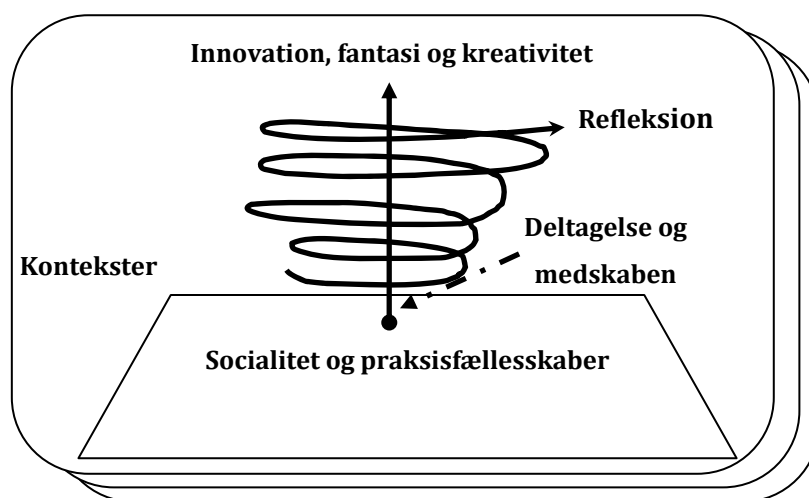 Innovation, fantasi og kreativitet
Refleksion
Deltagelse og
medskaben
Kontekster
Socialitet og praksisfællesskaber